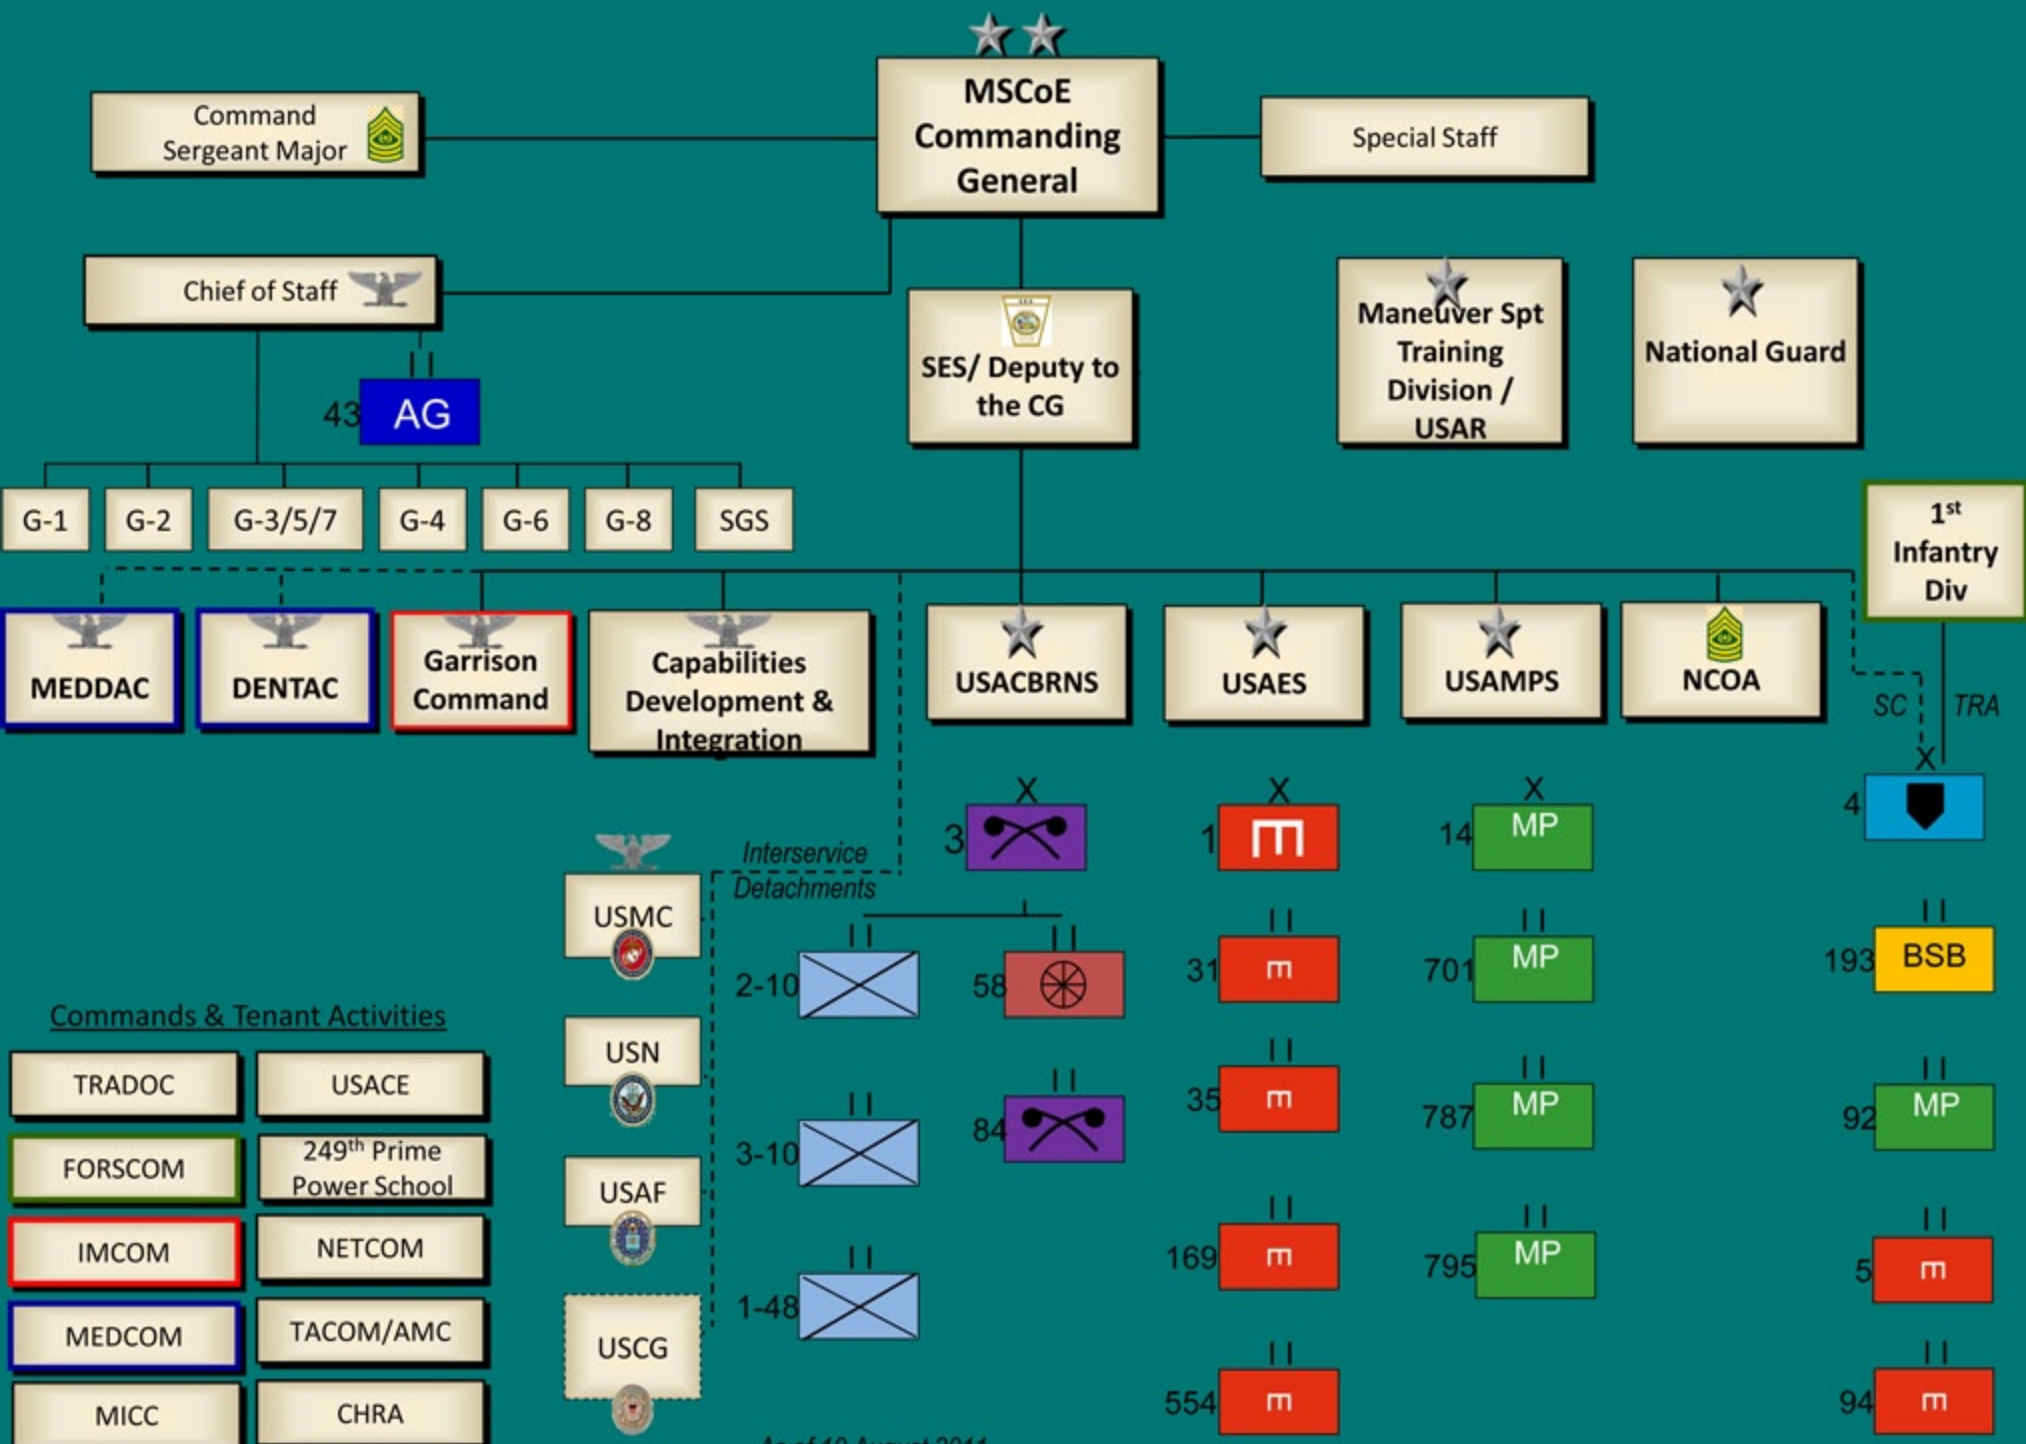 MSCoE
Commanding
General
Command
Sergeant Major
Special Staff
Chief of Staff
SES/ Deputy to
the CG
Maneuver Spt
Training
Division /
USAR
National Guard
43
AG
G-1
G-2
G-3/5/7
G-4
G-6
G-8
SGS
1st
Infantry
Div
MEDDAC
DENTAC
Garrison
Command
Capabilities
Development &
Integration
USACBRNS
USAES
USAMPS
NCOA
SC
TRA
X
4
X
3
X
1
E
X
14
MP
Interservice
Detachments
USMC
2-10
58
31
E
701
MP
193
BSB
USN
3-10
84
35
E
787
MP
92
MP
USAF
1-48
169
E
795
MP
5
E
USCG
554
E
94
E
Commands & Tenant Activities
TRADOC
USACE
FORSCOM
249th Prime
Power School
IMCOM
NETCOM
MEDCOM
TACOM/AMC
MICC
CHRA
As of 10 August 2011